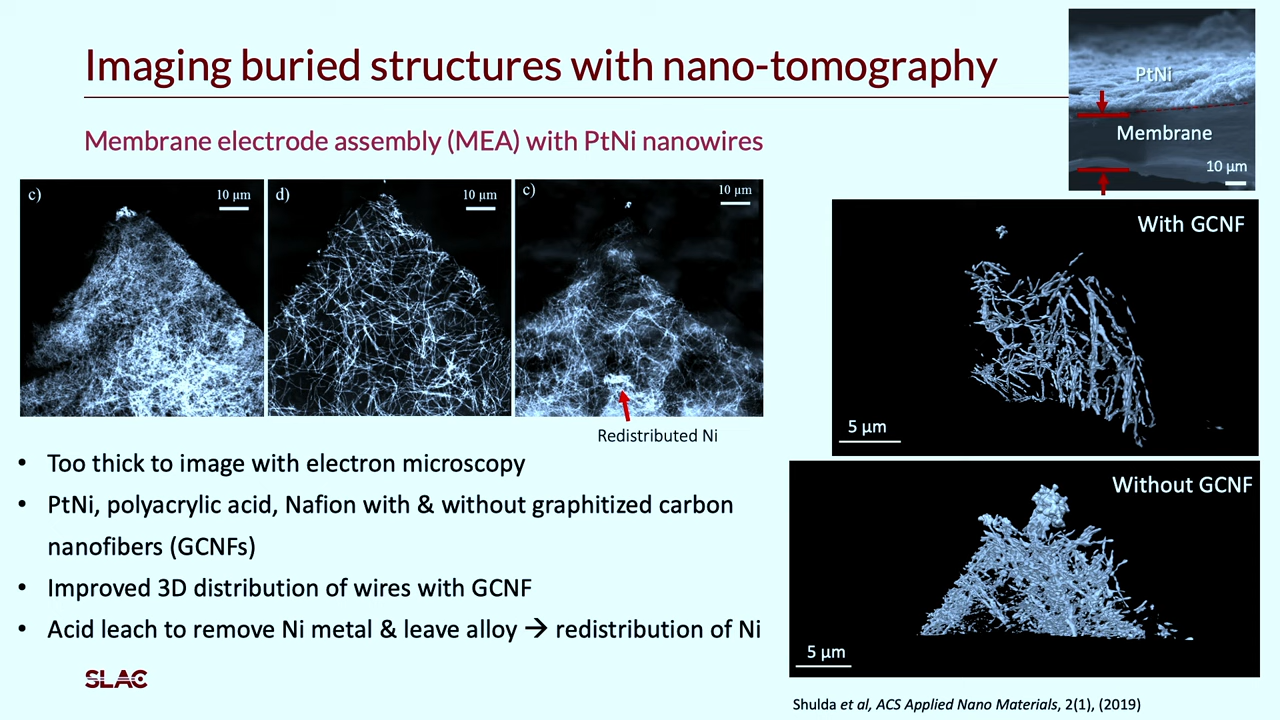 Imaging buried structures with nano-tomography
Membrane electrode assembly (MEA) with PtNi nanowires
PtNi
Membrane
10 µm
c)
10 µm
d)
10 µm
c)
10 µm
Redistributed Ni
With GCNF
5 µm
Without GCNF
5 µm
• Too thick to image with electron microscopy
• PtNi, polyacrylic acid, Nafion with & without graphitized carbon
nanofibers (GCNFs)
• Improved 3D distribution of wires with GCNF
• Acid leach to remove Ni metal & leave alloy → redistribution of Ni
SLAC
Shulda et al, ACS Applied Nano Materials, 2(1), (2019)